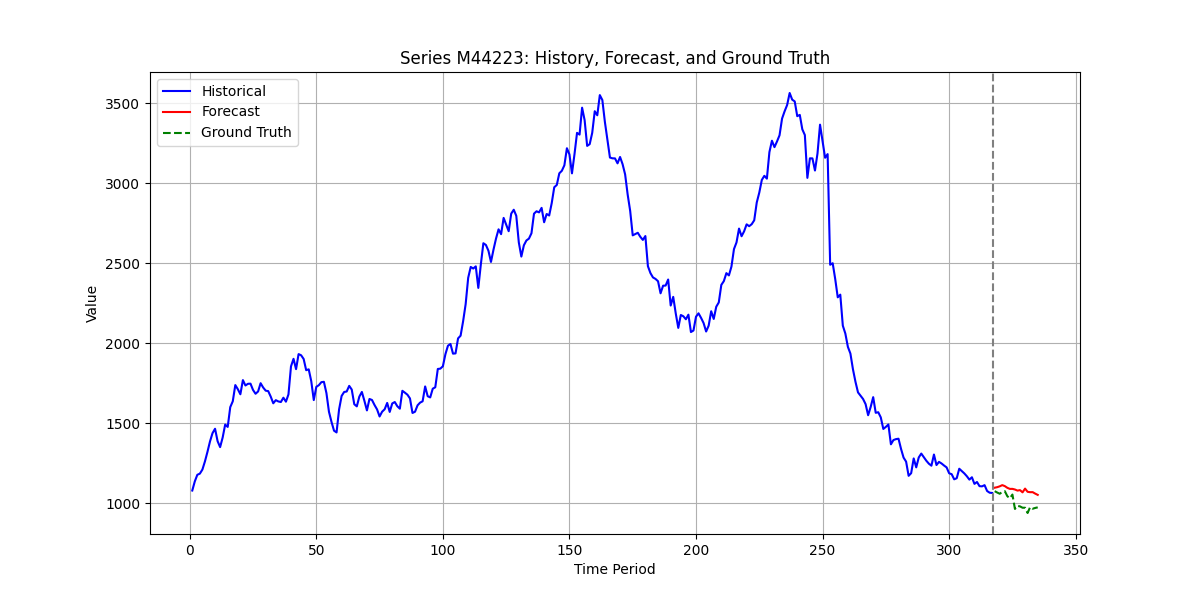 Series M44223: History, Forecast, and Ground Truth
Historical
Forecast
Ground Truth
Value
3500
3000
2500
2000
1500
1000
0 50 100 150 200 250 300 350
Time Period